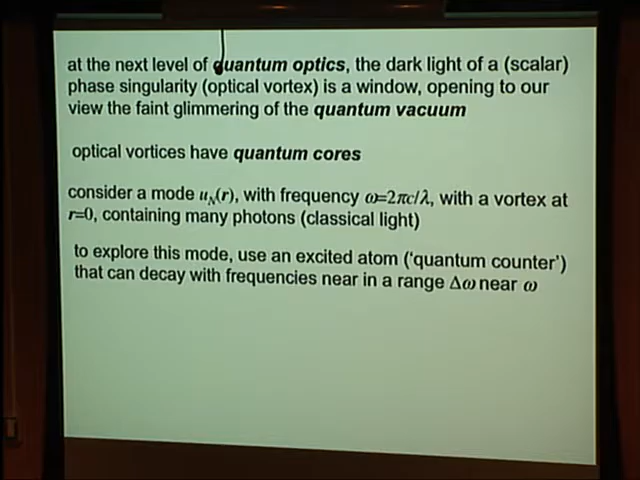 at the next level of quantum optics, the dark light of a (scalar)
phase singularity (optical vortex) is a window, opening to our
view the faint glimmering of the quantum vacuum
optical vortices have quantum cores
consider a mode u_N(r), with frequency ω=2πc/λ, with a vortex at
r=0, containing many photons (classical light)
to explore this mode, use an excited atom (‘quantum counter’)
that can decay with frequencies near in a range Δω near ω